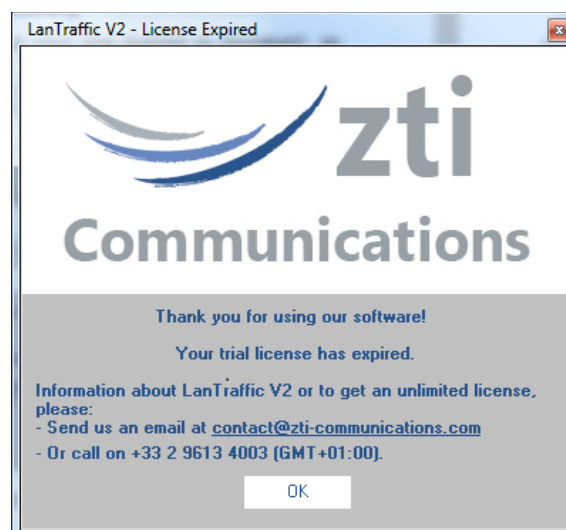 LanTraffic V2 - License Expired
zti
Communications
Thank you for using our software!
Your trial license has expired.
Information about LanTraffic V2 or to get an unlimited license,
please:
- Send us an email at contact@zti-communications.com
- Or call on +33 2 9613 4003 (GMT+01:00).
OK